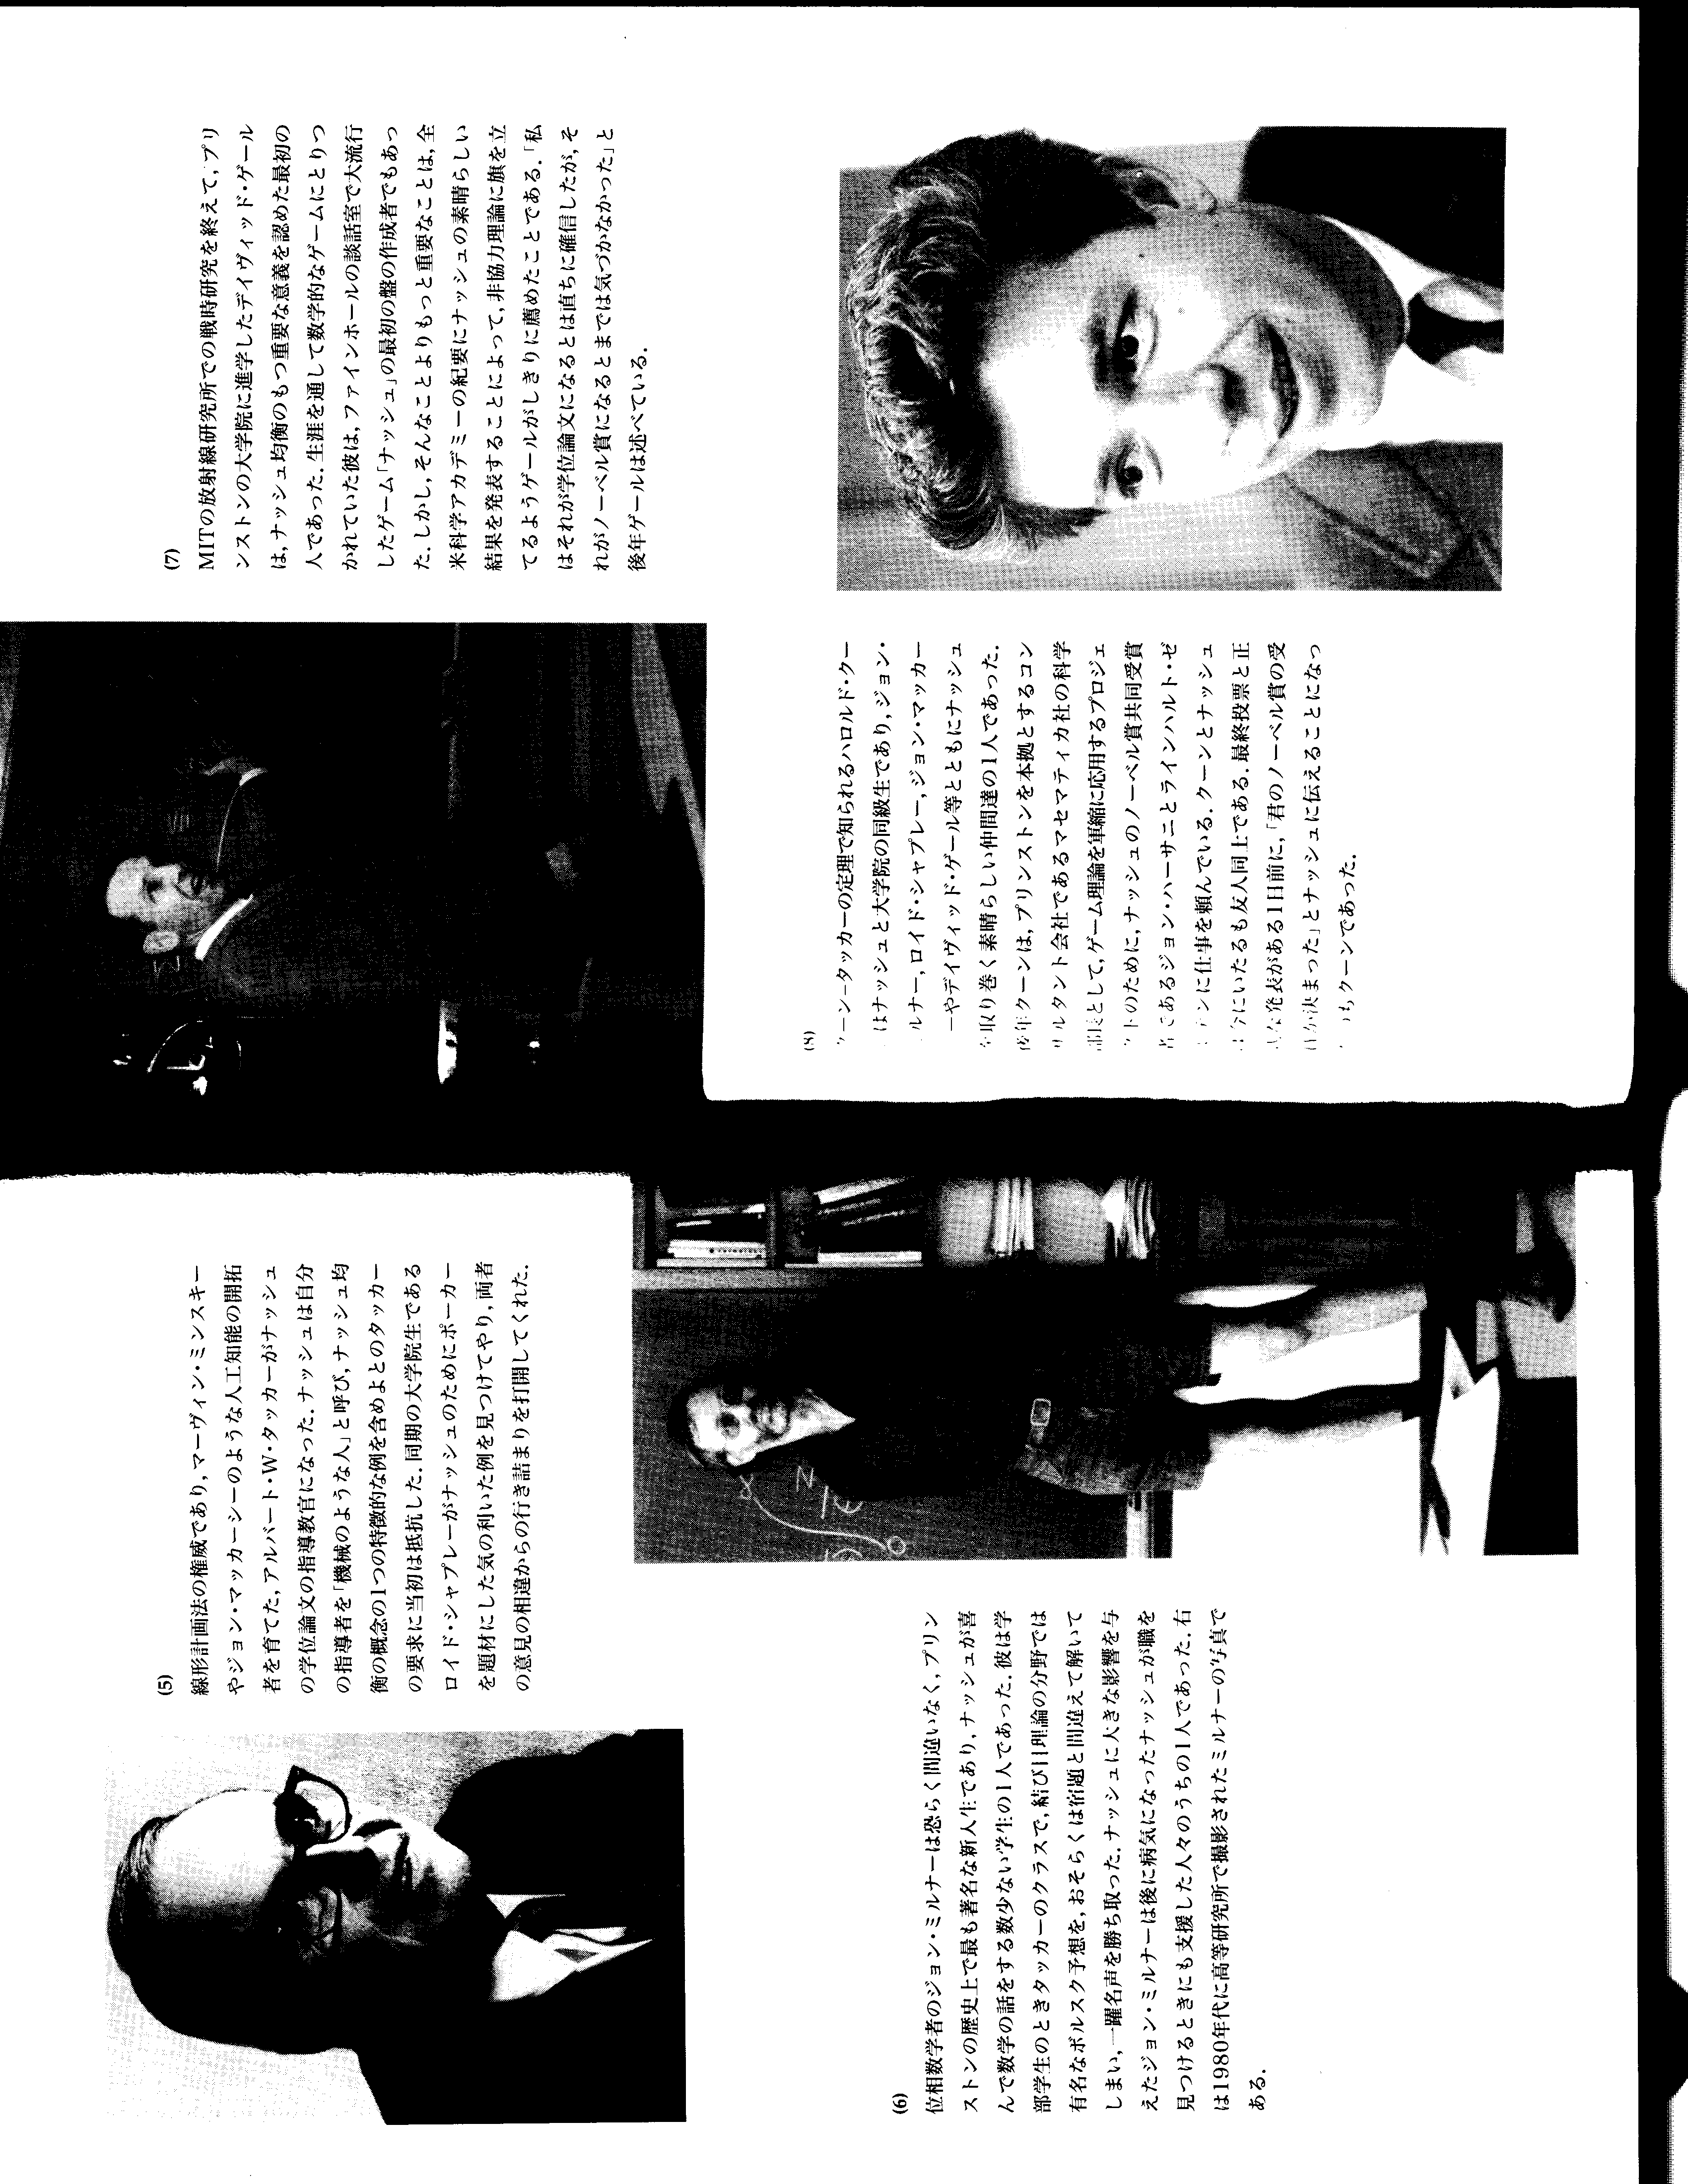 (5)
線形計画法の権威であり,マーヴィン・ミンスキー
やジョン・マッカーシーのような人工知能の開拓
者を育てた,アルバート・W・タッカーがナッシュ
の学位論文の指導教官になった.ナッシュは自分
の指導者を「機械のような人」と呼び,ナッシュ均
衡の概念の1つの特徴的な例を含めよとのタッカー
の要求に当初は抵抗した.同期の大学院生である
ロイド・シャプレーがナッシュのためにポーカー
を題材にした気の利いた例を見つけてやり,両者
の意見の相違からの行き詰まりを打開してくれた.
(6)
位相数学者のジョン・ミルナーは恐らく間違いなく,プリン
ストンの歴史上で最も著名な新入生であり,ナッシュが喜
んで数学の話をする数少ない学生の1人であった.彼は学
部学生のときタッカーのクラスで,結び目理論の分野では
有名なボルスク予想を,おそらくは宿題と間違えて解いて
しまい,一躍名声を勝ち取った.ナッシュに大きな影響を与
えたジョン・ミルナーは後に病気になったナッシュが職を
見つけるときにも支援した人々のうちの1人であった.右
は1980年代に高等研究所で撮影されたミルナーの写真で
ある.
(7)
MITの放射線研究所での戦時研究を終えて,プリ
ンストンの大学院に進学したデイヴィッド・ゲール
は,ナッシュ均衡のもつ重要な意義を認めた最初の
人であった.生涯を通して数学的なゲームにとりつ
かれていた彼は,ファインホールの談話室で大流行
したゲーム「ナッシュ」の最初の盤の作成者でもあっ
た.しかし,そんなことよりもっと重要なことは,全
米科学アカデミーの紀要にナッシュの素晴らしい
結果を発表することによって,非協力理論に旗を立
てるようゲールがしきりに薦めたことである.「私
はそれが学位論文になるとは直ちに確信したが,そ
れがノーベル賞になるとまでは気づかなかった」と
後年ゲールは述べている.
(8)
ーン-タッカーの定理で知られるハロルド・クー
はナッシュと大学院の同級生であり,ジョン・
ルナー,ロイド・シャプレー,ジョン・マッカー
ーやデイヴィッド・ゲール等とともにナッシュ
を取り巻く素晴らしい仲間達の1人であった.
後年クーンは,プリンストンを本拠とするコン
サルタント会社であるマセマティカ社の科学
部長として,ゲーム理論を軍縮に応用するプロジェ
トのために,ナッシュのノーベル賞共同受賞
者であるジョン・ハーサニとラインハルト・ゼ
ンに仕事を頼んでいる.クーンとナッシュ
今にいたるも友人同士である.最終投票と正
な発表がある1日前に,「君のノーベル賞の受
が決まった」とナッシュに伝えることになっ
クーンであった.